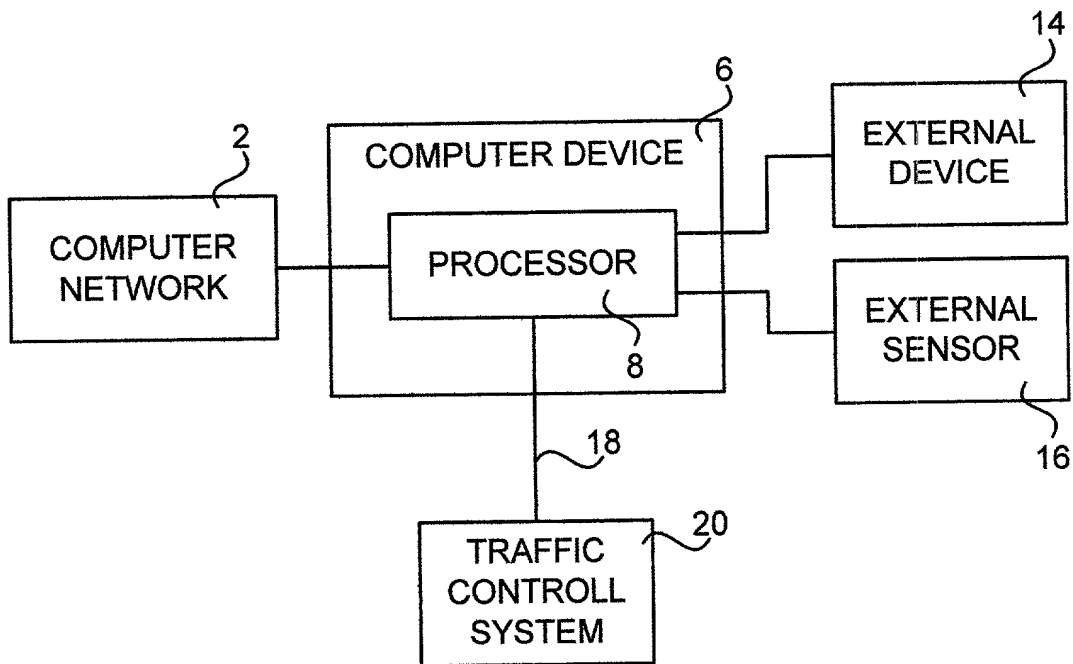 14
6
2
COMPUTER DEVICE
EXTERNAL
DEVICE
COMPUTER
NETWORK
PROCESSOR
8
EXTERNAL
SENSOR
16
18
20
TRAFFIC
CONTROLL
SYSTEM